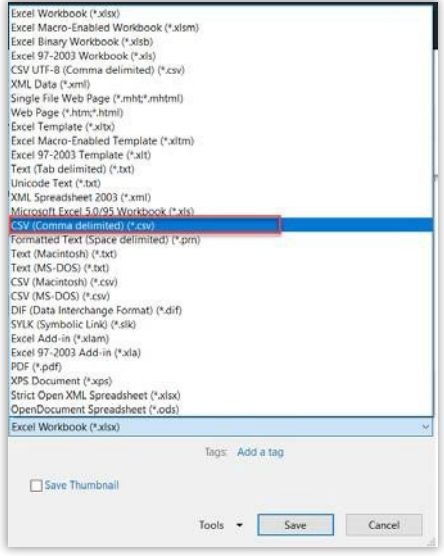 Excel Workbook (*.xlsx)
Excel Macro-Enabled Workbook (*.xlsm)
Excel Binary Workbook (*.xlsb)
Excel 97-2003 Workbook (*.xls)
CSV UTF-8 (Comma delimited) (*.csv)
XML Data (*.xml)
Single File Web Page (*.mht;*.mhtml)
Web Page (*.htm;*.html)
Excel Template (*.xltx)
Excel Macro-Enabled Template (*.xltm)
Excel 97-2003 Template (*.xlt)
Text (Tab delimited) (*.txt)
Unicode Text (*.txt)
XML Spreadsheet 2003 (*.xml)
Microsoft Excel 5.0/95 Workbook (*.xls)
CSV (Comma delimited) (*.csv)
Formatted Text (Space delimited) (*.prn)
Text (Macintosh) (*.txt)
Text (MS-DOS) (*.txt)
CSV (Macintosh) (*.csv)
CSV (MS-DOS) (*.csv)
DIF (Data Interchange Format) (*.dif)
SYLK (Symbolic Link) (*.slk)
Excel Add-in (*.xlam)
Excel 97-2003 Add-in (*.xla)
PDF (*.pdf)
XPS Document (*.xps)
Strict Open XML Spreadsheet (*.xlsx)
OpenDocument Spreadsheet (*.ods)
Excel Workbook (*.xlsx)
Tags: Add a tag
Save Thumbnail
Tools Save Cancel